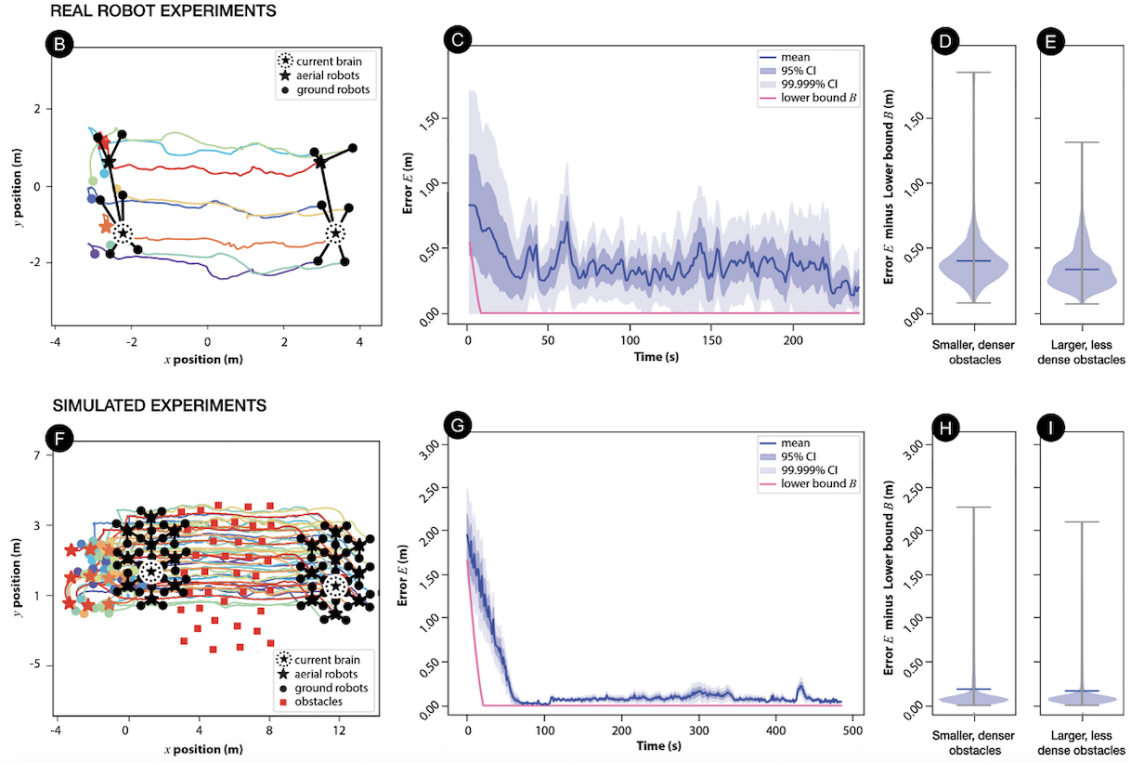 REAL ROBOT EXPERIMENTS
B
current brain
aerial robots
ground robots
2
0
-2
y position (m)
-4
-2
0
2
4
x position (m)
C
mean
95% CI
99.999% CI
lower bound B
1.50
1.00
0.50
0.00
Error E (m)
0
50
100
150
200
Time (s)
D
1.50
1.00
0.50
0.00
Error E minus Lower bound B (m)
Smaller, denser
obstacles
E
Larger, less
dense obstacles
SIMULATED EXPERIMENTS
F
7
3
1
-5
y position (m)
current brain
aerial robots
ground robots
obstacles
-4
0
4
8
12
x position (m)
G
mean
95% CI
99.999% CI
lower bound B
3.00
2.50
2.00
1.50
1.00
0.50
0.00
Error E (m)
0
100
200
300
400
500
Time (s)
H
3.00
2.50
2.00
1.50
1.00
0.50
0.00
Error E minus Lower bound B (m)
Smaller, denser
obstacles
I
Larger, less
dense obstacles